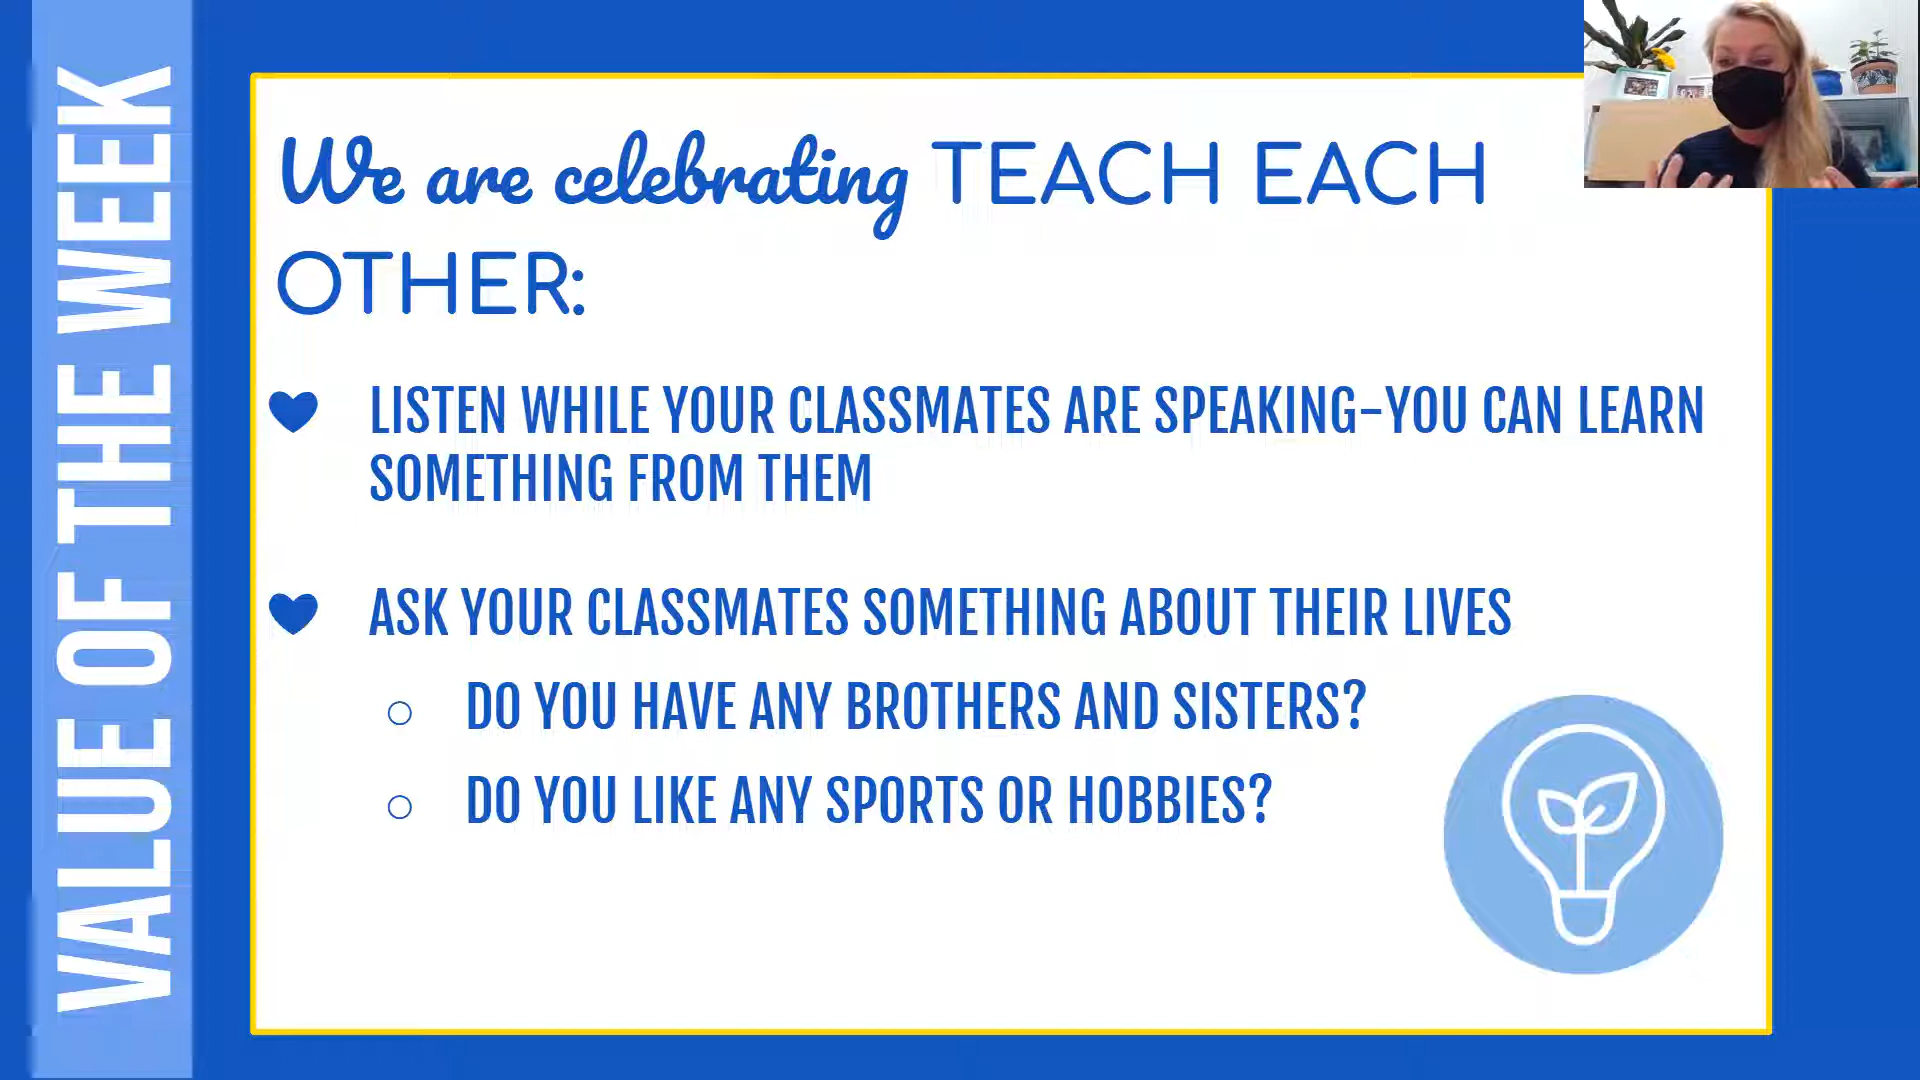 VALUE OF THE WEEK
We are celebrating TEACH EACH
OTHER:
LISTEN WHILE YOUR CLASSMATES ARE SPEAKING-YOU CAN LEARN
SOMETHING FROM THEM
ASK YOUR CLASSMATES SOMETHING ABOUT THEIR LIVES
DO YOU HAVE ANY BROTHERS AND SISTERS?
DO YOU LIKE ANY SPORTS OR HOBBIES?